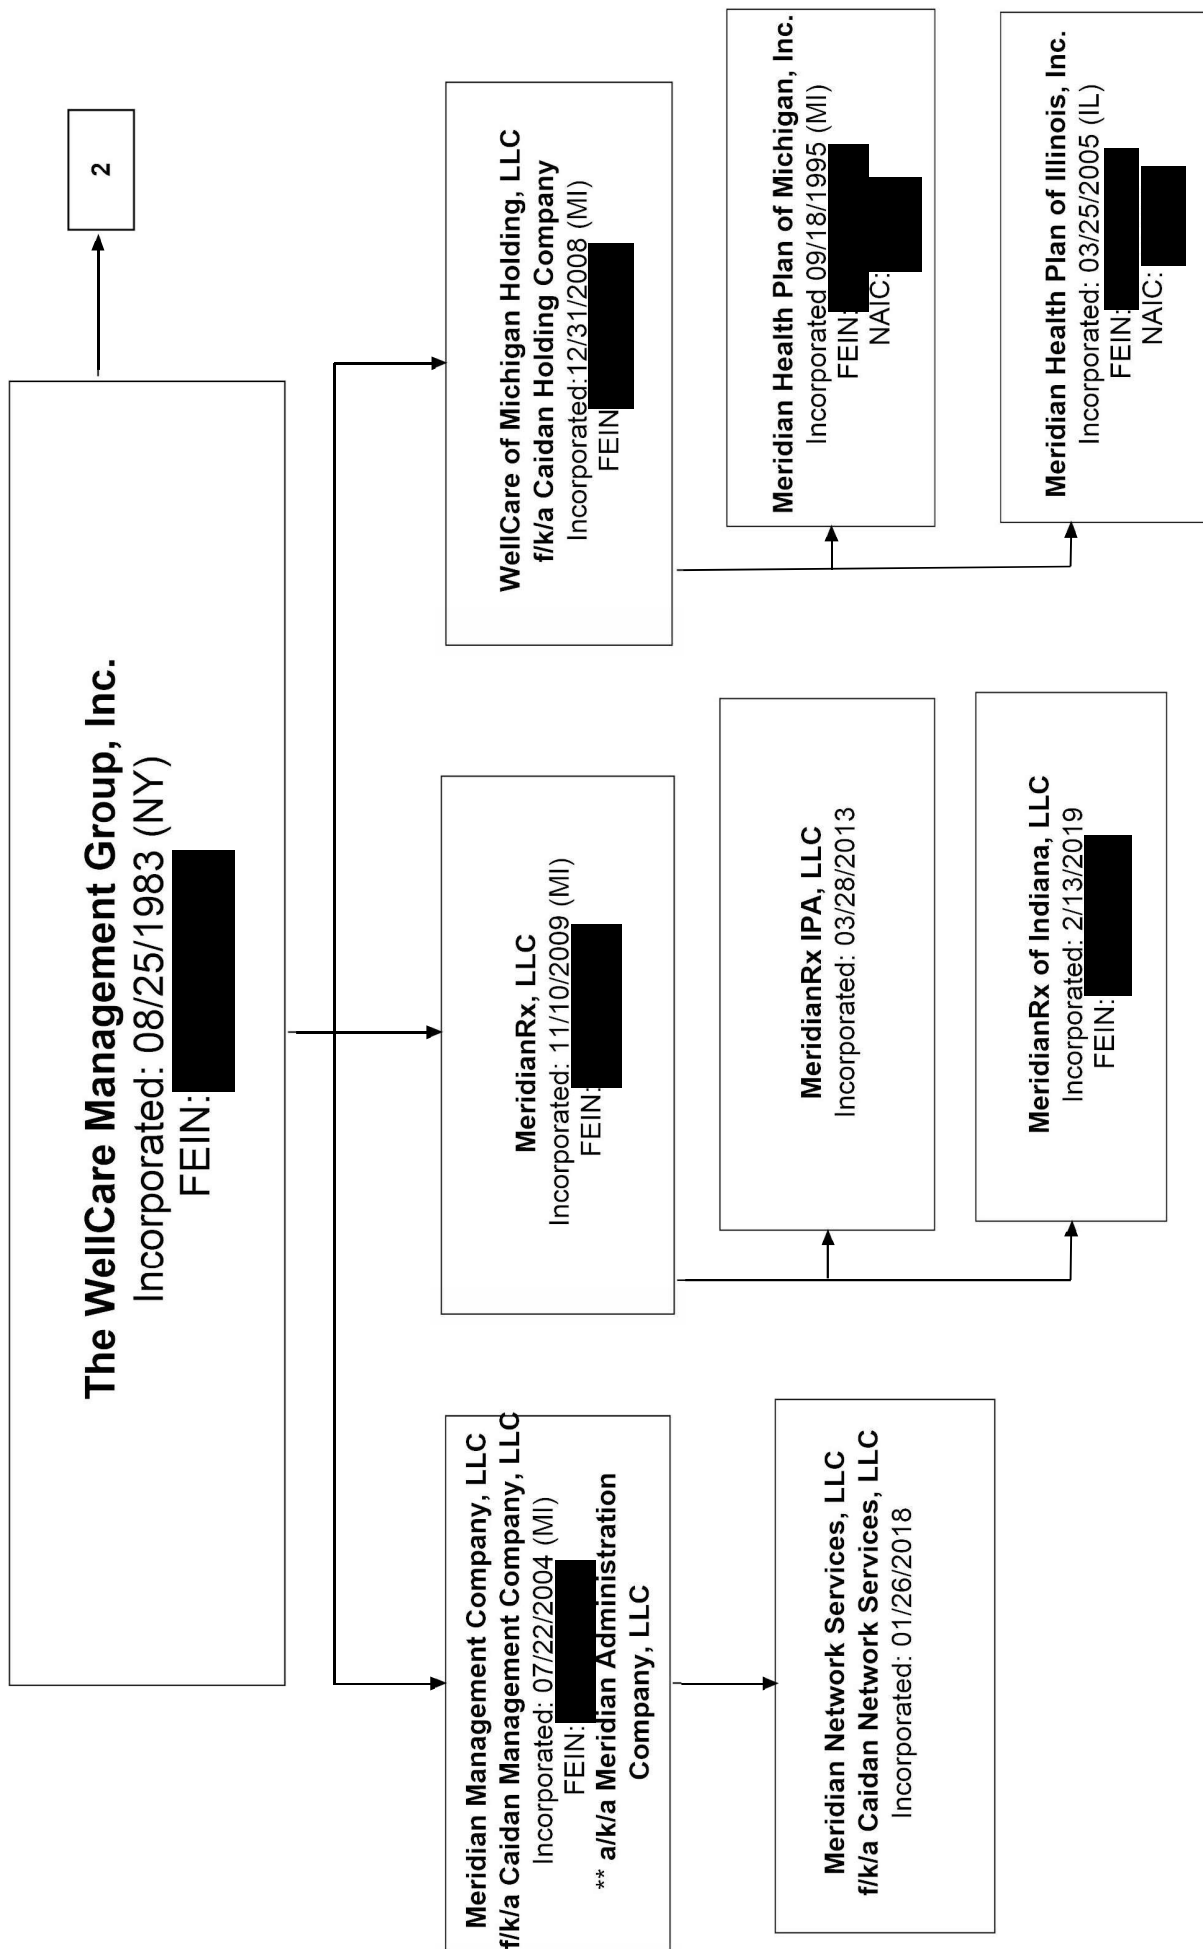 2
The WellCare Management Group, Inc.
Incorporated: 08/25/1983 (NY)
FEIN:
Meridian Management Company, LLC
f/k/a Caidan Management Company, LLC
Incorporated: 07/22/2004 (MI)
FEIN:
** a/k/a Meridian Administration
Company, LLC
MeridianRx, LLC
Incorporated: 11/10/2009 (MI)
FEIN:
WellCare of Michigan Holding, LLC
f/k/a Caidan Holding Company
Incorporated:12/31/2008 (MI)
FEIN
Meridian Network Services, LLC
f/k/a Caidan Network Services, LLC
Incorporated: 01/26/2018
MeridianRx IPA, LLC
Incorporated: 03/28/2013
Meridian Health Plan of Michigan, Inc.
Incorporated 09/18/1995 (MI)
FEIN:
NAIC:
MeridianRx of Indiana, LLC
Incorporated: 2/13/2019
FEIN:
Meridian Health Plan of Illinois, Inc.
Incorporated: 03/25/2005 (IL)
FEIN:
NAIC: